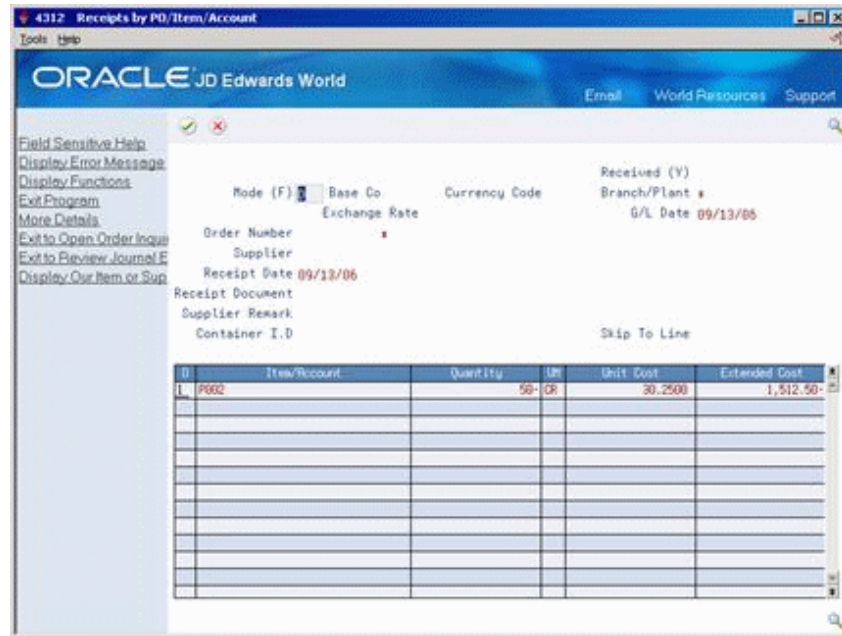 4312 Receipts by PO/Item/Account
Tools Help
ORACLE JD Edwards World
Email World Resources Support
Field Sensitive Help
Display Error Message
Display Functions
Exit Program
More Details
Exit to Open Order Inqui
Exit to Review Journal E
Display Our Item or Sup
Received (Y)
Mode (F) D Base Co Currency Code Branch/Plant *
Exchange Rate G/L Date 09/13/06
Order Number *
Supplier
Receipt Date 09/13/06
Receipt Document
Supplier Remark
Container I.D Skip To Line
O Item/Account Quantity UM Unit Cost Extended Cost
1 P002 50- CR 30.2500 1,512.50-